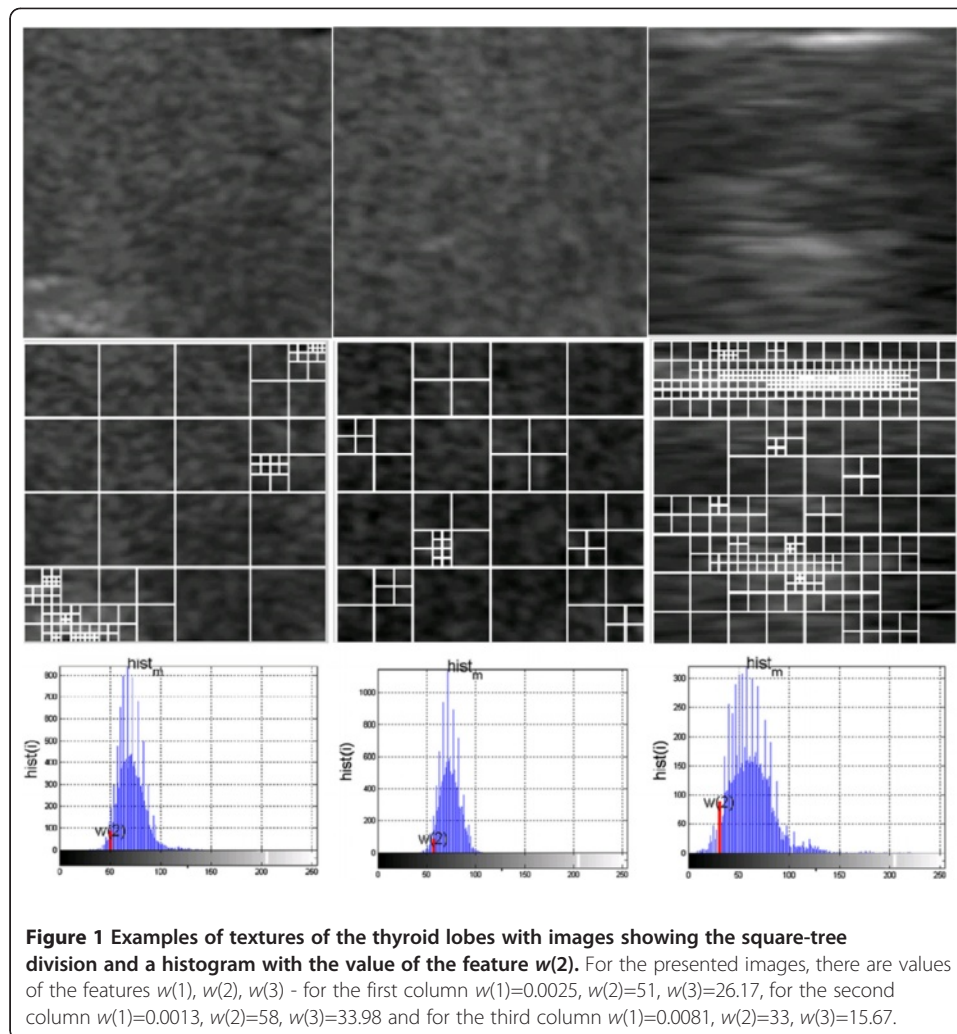 hist_m
hist_m
hist_m
hist(i)
800
700
600
500
400
300
200
100
0
w(2)
0 50 100 150 200 250
hist(i)
1000
800
600
400
200
0
w(2)
0 50 100 150 200 250
hist(i)
300
250
200
150
100
50
0
w(2)
0 50 100 150 200 250
Figure 1 Examples of textures of the thyroid lobes with images showing the square-tree
division and a histogram with the value of the feature w(2). For the presented images, there are values
of the features w(1), w(2), w(3) - for the first column w(1)=0.0025, w(2)=51, w(3)=26.17, for the second
column w(1)=0.0013, w(2)=58, w(3)=33.98 and for the third column w(1)=0.0081, w(2)=33, w(3)=15.67.